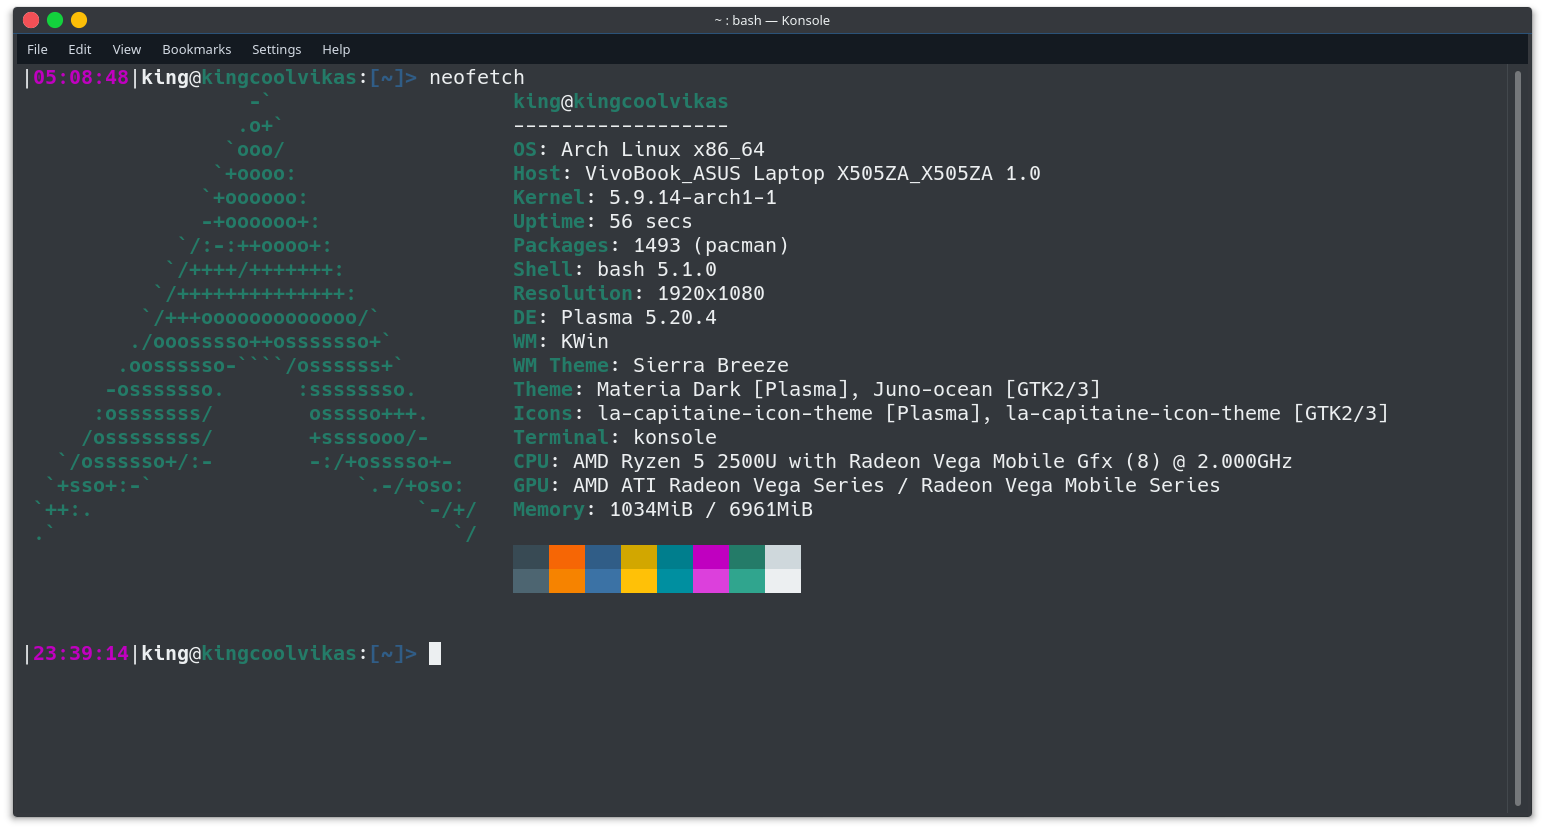 ~ : bash — Konsole
File Edit View Bookmarks Settings Help
|05:08:48|king@kingcoolvikas:[~]> neofetch
                   -`                    king@kingcoolvikas
                  .o+`                   ------------------
                 `ooo/                   OS: Arch Linux x86_64
                `+oooo:                  Host: VivoBook_ASUS Laptop X505ZA_X505ZA 1.0
               `+oooooo:                 Kernel: 5.9.14-arch1-1
               -+oooooo+:                Uptime: 56 secs
             `/:-:++oooo+:               Packages: 1493 (pacman)
            `/++++/+++++++:              Shell: bash 5.1.0
           `/++++++++++++++:             Resolution: 1920x1080
          `/+++ooooooooooooo/`           DE: Plasma 5.20.4
         ./ooosssso++osssssso+`          WM: KWin
        .oossssso-````/ossssss+`         WM Theme: Sierra Breeze
       -osssssso.      :ssssssso.        Theme: Materia Dark [Plasma], Juno-ocean [GTK2/3]
      :osssssss/        osssso+++.       Icons: la-capitaine-icon-theme [Plasma], la-capitaine-icon-theme [GTK2/3]
     /ossssssss/        +ssssooo/-       Terminal: konsole
   `/ossssso+/:-        -:/+osssso+-     CPU: AMD Ryzen 5 2500U with Radeon Vega Mobile Gfx (8) @ 2.000GHz
  `+sso+:-`                 `.-/+oso:    GPU: AMD ATI Radeon Vega Series / Radeon Vega Mobile Series
 `++:.                           `-/+/   Memory: 1034MiB / 6961MiB
 .`                                 `/
|23:39:14|king@kingcoolvikas:[~]>